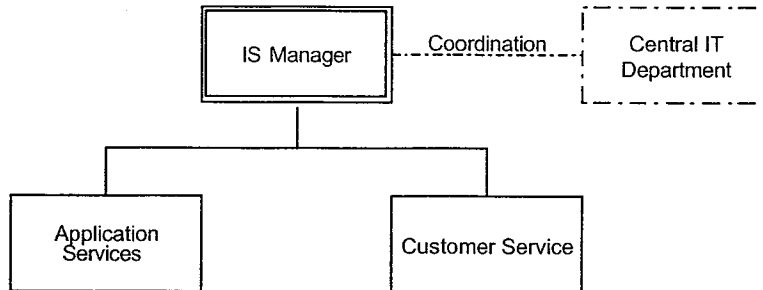 IS Manager
Coordination
Central IT
Department
Application
Services
Customer Service